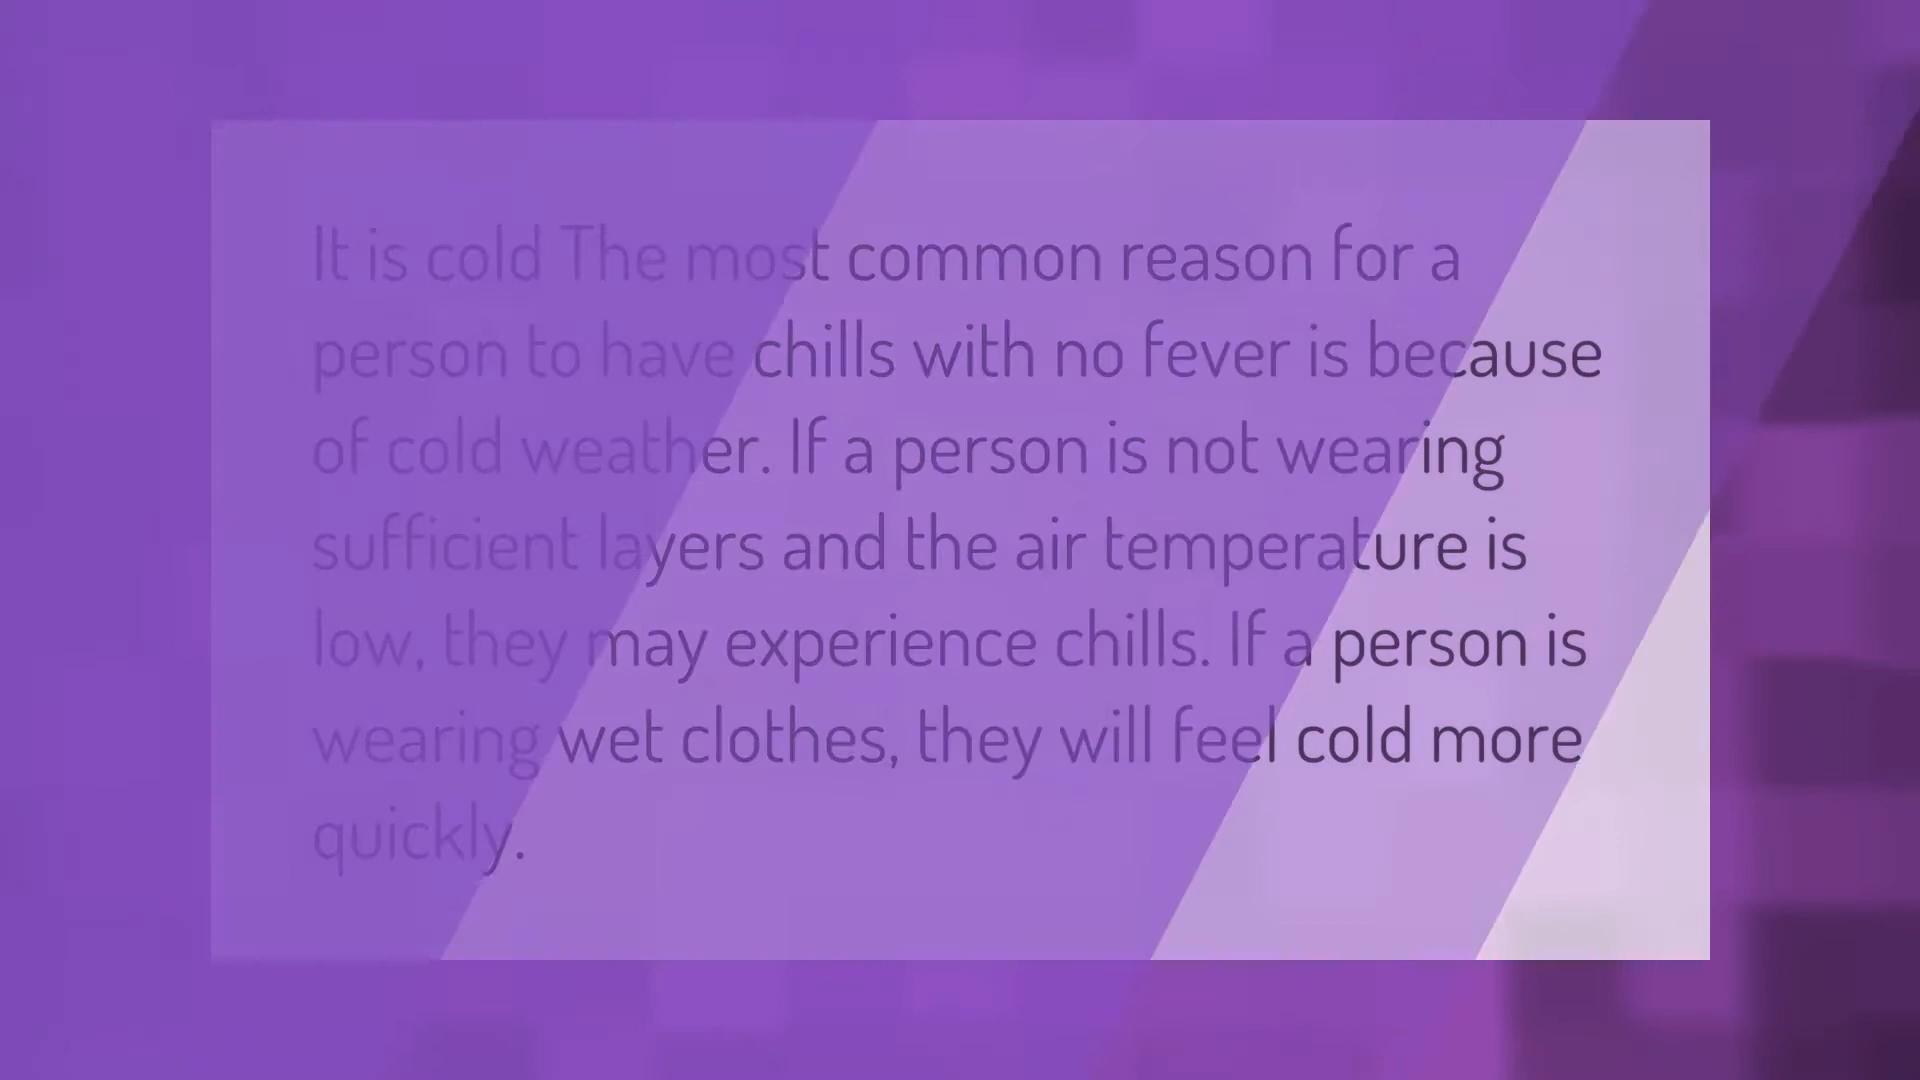 It is cold The most common reason for a
person to have chills with no fever is because
of cold weather. If a person is not wearing
sufficient layers and the air temperature is
low, they may experience chills. If a person is
wearing wet clothes, they will feel cold more
quickly.